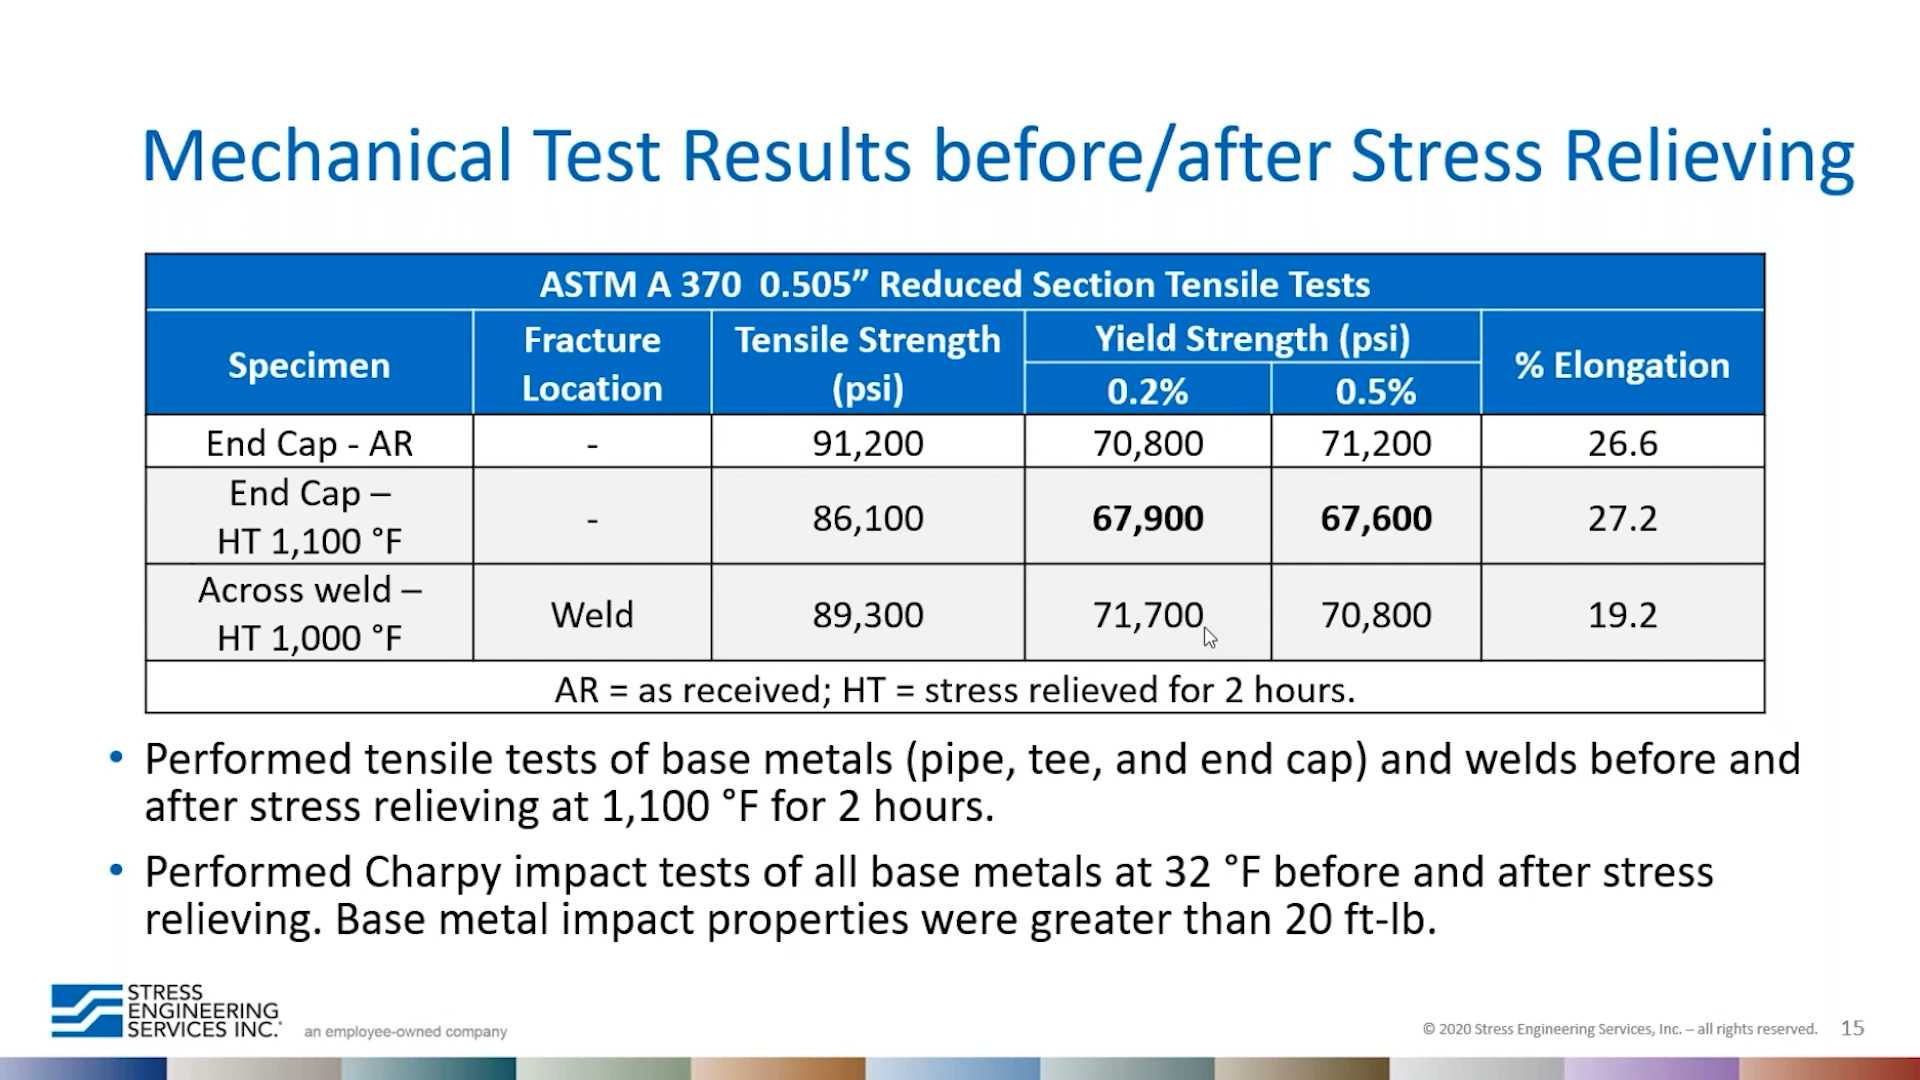 Mechanical Test Results before/after Stress Relieving
ASTM A 370  0.505” Reduced Section Tensile Tests
Specimen
Fracture
Location
Tensile Strength
(psi)
Yield Strength (psi)
0.2%
0.5%
% Elongation
End Cap - AR
-
91,200
70,800
71,200
26.6
End Cap –
HT 1,100 °F
-
86,100
67,900
67,600
27.2
Across weld –
HT 1,000 °F
Weld
89,300
71,700
70,800
19.2
AR = as received; HT = stress relieved for 2 hours.
• Performed tensile tests of base metals (pipe, tee, and end cap) and welds before and
after stress relieving at 1,100 °F for 2 hours.
• Performed Charpy impact tests of all base metals at 32 °F before and after stress
relieving. Base metal impact properties were greater than 20 ft-lb.
STRESS
ENGINEERING
SERVICES INC.
an employee-owned company
© 2020 Stress Engineering Services, Inc. – all rights reserved.
15